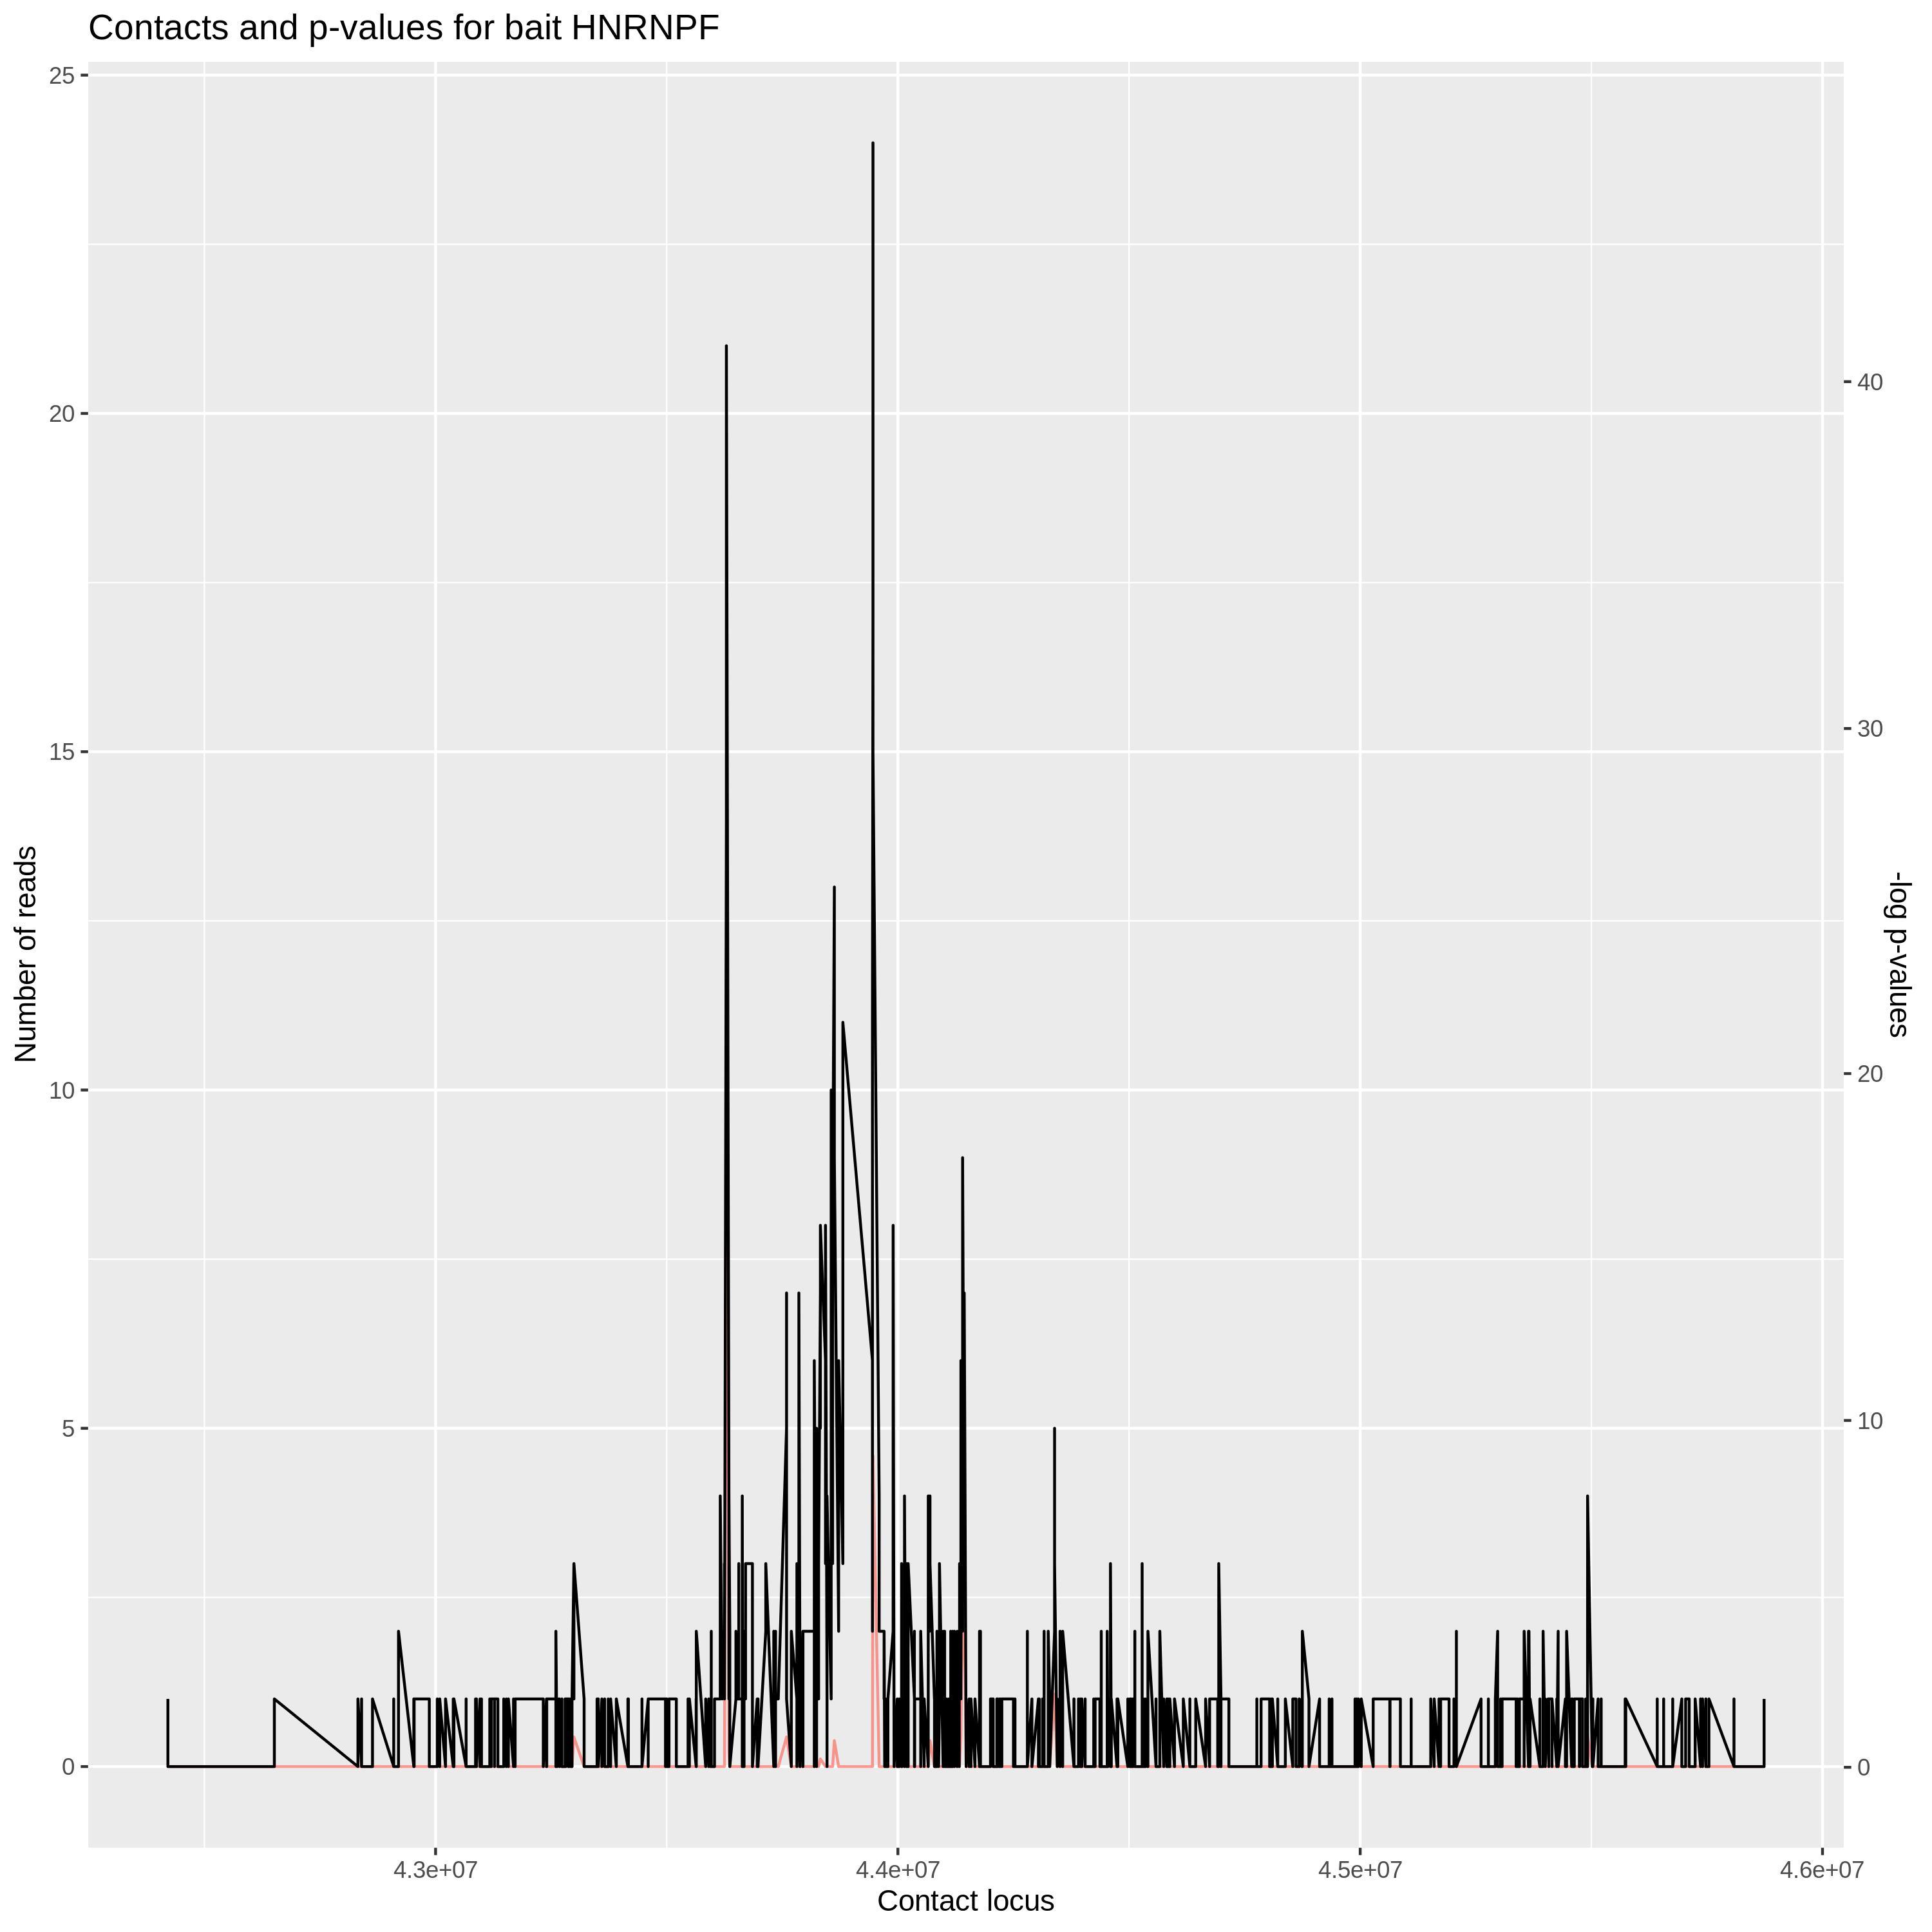 Contacts and p-values for bait HNRNPF
25
20
15
10
5
0
Number of reads
40
30
20
10
0
-log p-values
4.3e+07
4.4e+07
4.5e+07
4.6e+07
Contact locus